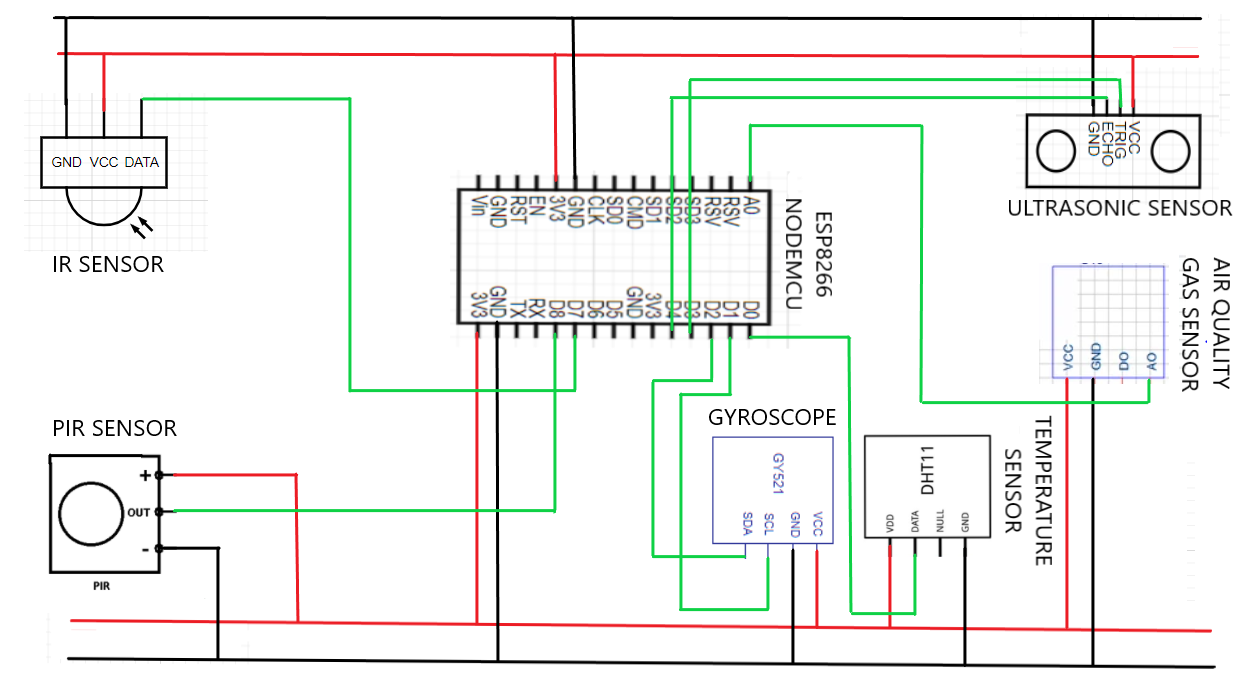 GND VCC DATA
IR SENSOR
Vin GND RST EN 3V3 GND CLK SD0 CMD SD1 SD2 SD3 RSV RSV A0
3V3 GND TX RX D8 D7 D6 D5 GND 3V3 D4 D3 D2 D1 D0
ESP8266
NODEMCU
GND ECHO TRIG VCC
ULTRASONIC SENSOR
AIR QUALITY
GAS SENSOR
VCC GND DO AO
PIR SENSOR
+
OUT
-
PIR
GYROSCOPE
GY521
SDA SCL GND VCC
DHT11
VDD DATA NULL GND
TEMPERATURE
SENSOR